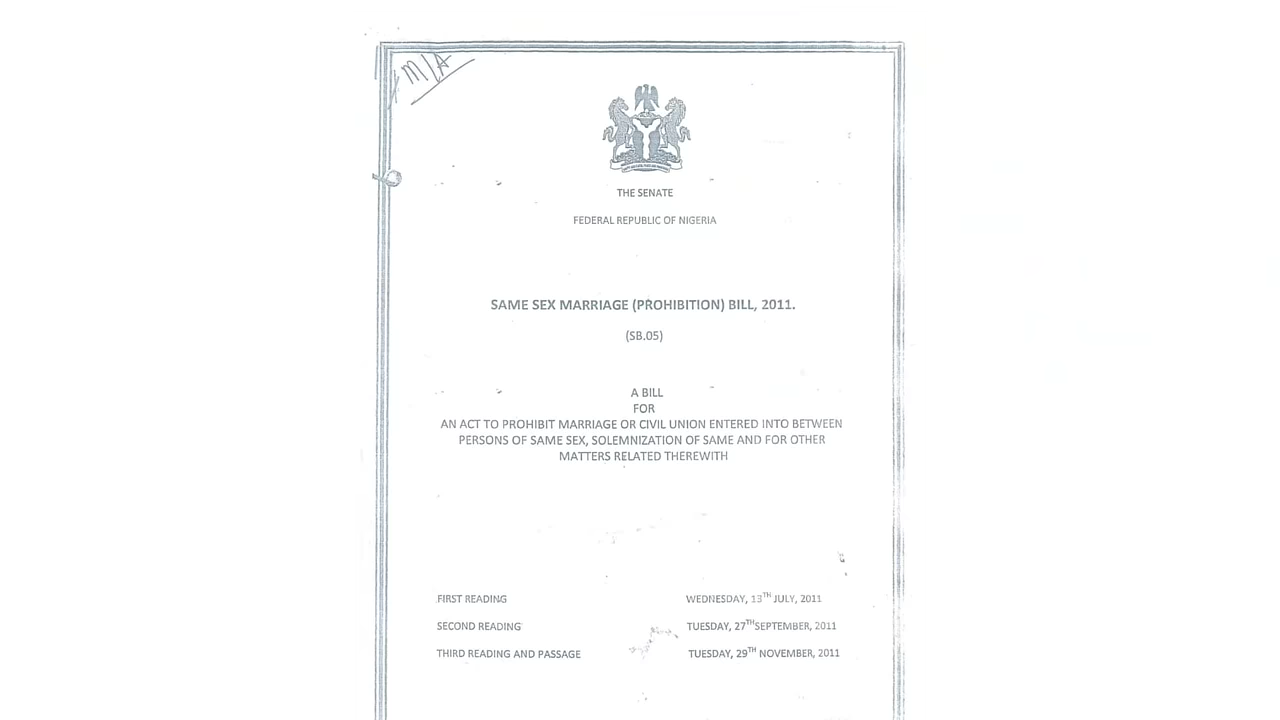 M/A
THE SENATE
FEDERAL REPUBLIC OF NIGERIA
SAME SEX MARRIAGE (PROHIBITION) BILL, 2011.
(SB.05)
A BILL
FOR
AN ACT TO PROHIBIT MARRIAGE OR CIVIL UNION ENTERED INTO BETWEEN
PERSONS OF SAME SEX, SOLEMNIZATION OF SAME AND FOR OTHER
MATTERS RELATED THEREWITH
FIRST READING WEDNESDAY, 13TH JULY, 2011
SECOND READING TUESDAY, 27TH SEPTEMBER, 2011
THIRD READING AND PASSAGE TUESDAY, 29TH NOVEMBER, 2011